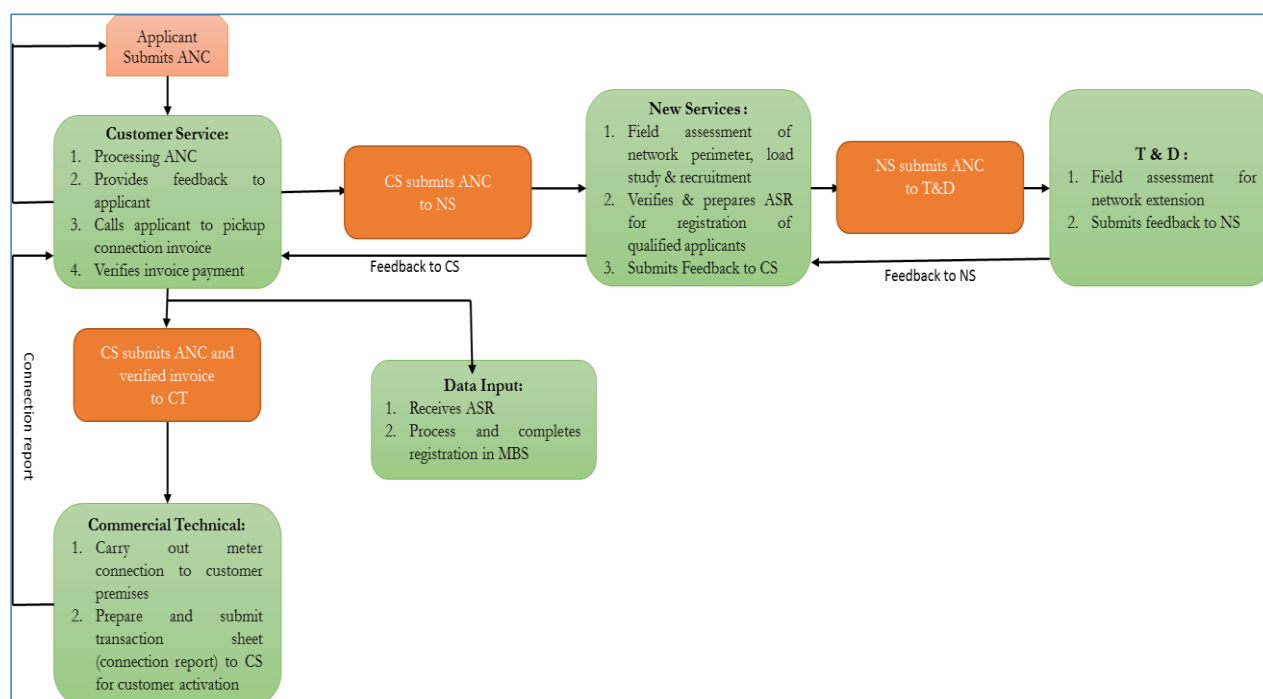 Applicant
Submits ANC
Customer Service:
1. Processing ANC
2. Provides feedback to
applicant
3. Calls applicant to pickup
connection invoice
4. Verifies invoice payment
CS submits ANC
to NS
New Services :
1. Field assessment of
network perimeter, load
study & recruitment
2. Verifies & prepares ASR
for registration of
qualified applicants
3. Submits Feedback to CS
NS submits ANC
to T&D
T & D :
1. Field assessment for
network extension
2. Submits feedback to NS
Feedback to CS
Feedback to NS
Connection report
CS submits ANC and
verified invoice
to CT
Data Input:
1. Receives ASR
2. Process and completes
registration in MBS
Commercial Technical:
1. Carry out meter
connection to customer
premises
2. Prepare and submit
transaction sheet
(connection report) to CS
for customer activation